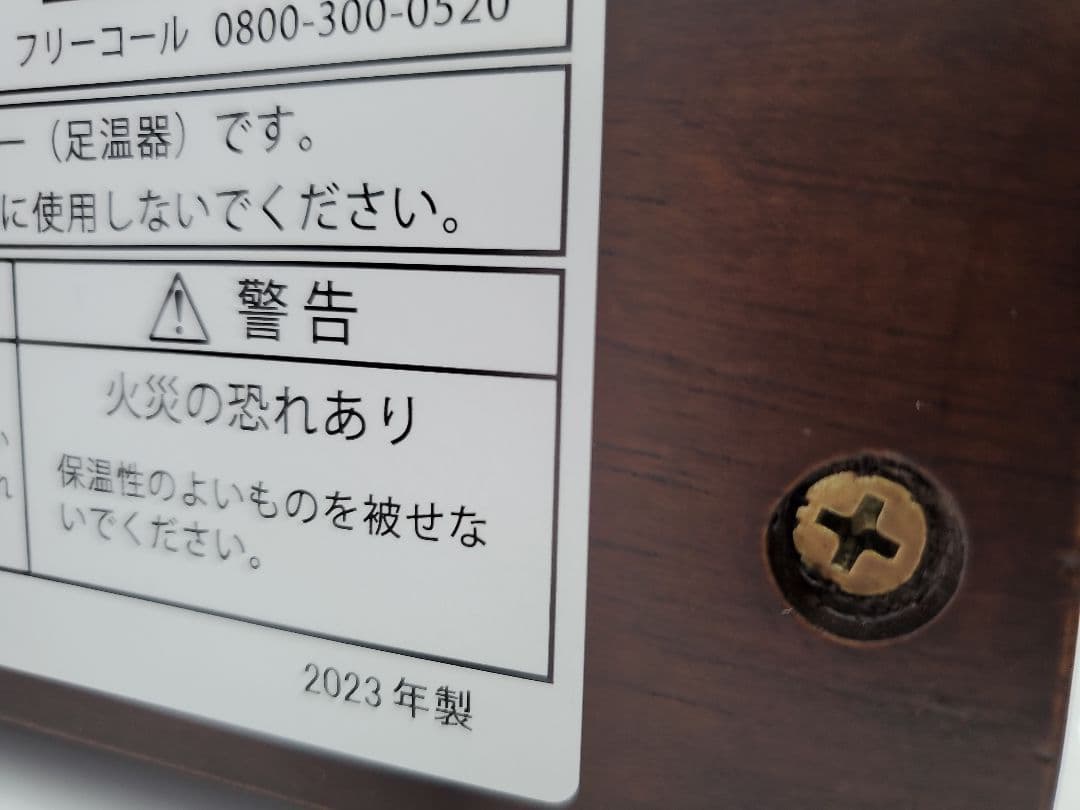 フリーコール 0800-300-0520
ー（足温器）です。
に使用しないでください。
警告
火災の恐れあり
保温性のよいものを被せな
いでください。
2023年製